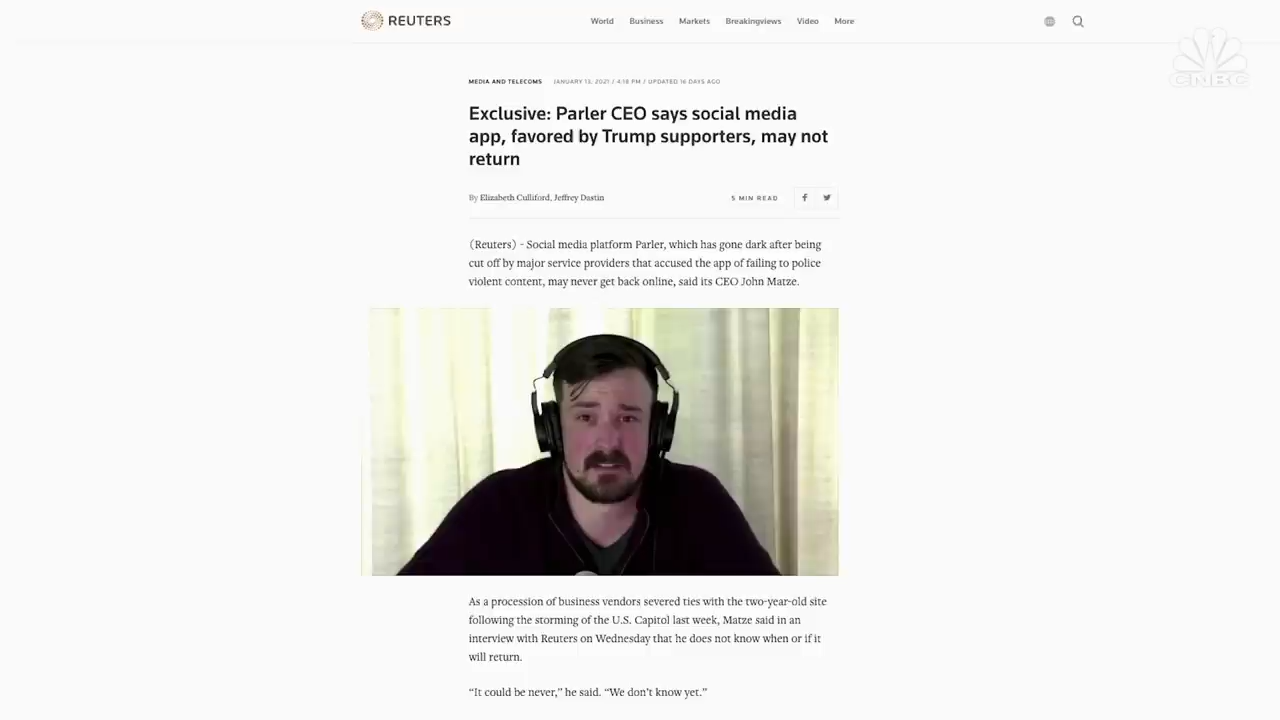 REUTERS
World Business Markets Breakingviews Video More
CNBC
MEDIA AND TELECOMS JANUARY 13, 2021 / 4:18 PM / UPDATED 16 DAYS AGO
Exclusive: Parler CEO says social media
app, favored by Trump supporters, may not
return
By Elizabeth Culliford, Jeffrey Dastin
5 MIN READ
(Reuters) - Social media platform Parler, which has gone dark after being
cut off by major service providers that accused the app of failing to police
violent content, may never get back online, said its CEO John Matze.
As a procession of business vendors severed ties with the two-year-old site
following the storming of the U.S. Capitol last week, Matze said in an
interview with Reuters on Wednesday that he does not know when or if it
will return.
“It could be never,” he said. “We don’t know yet.”